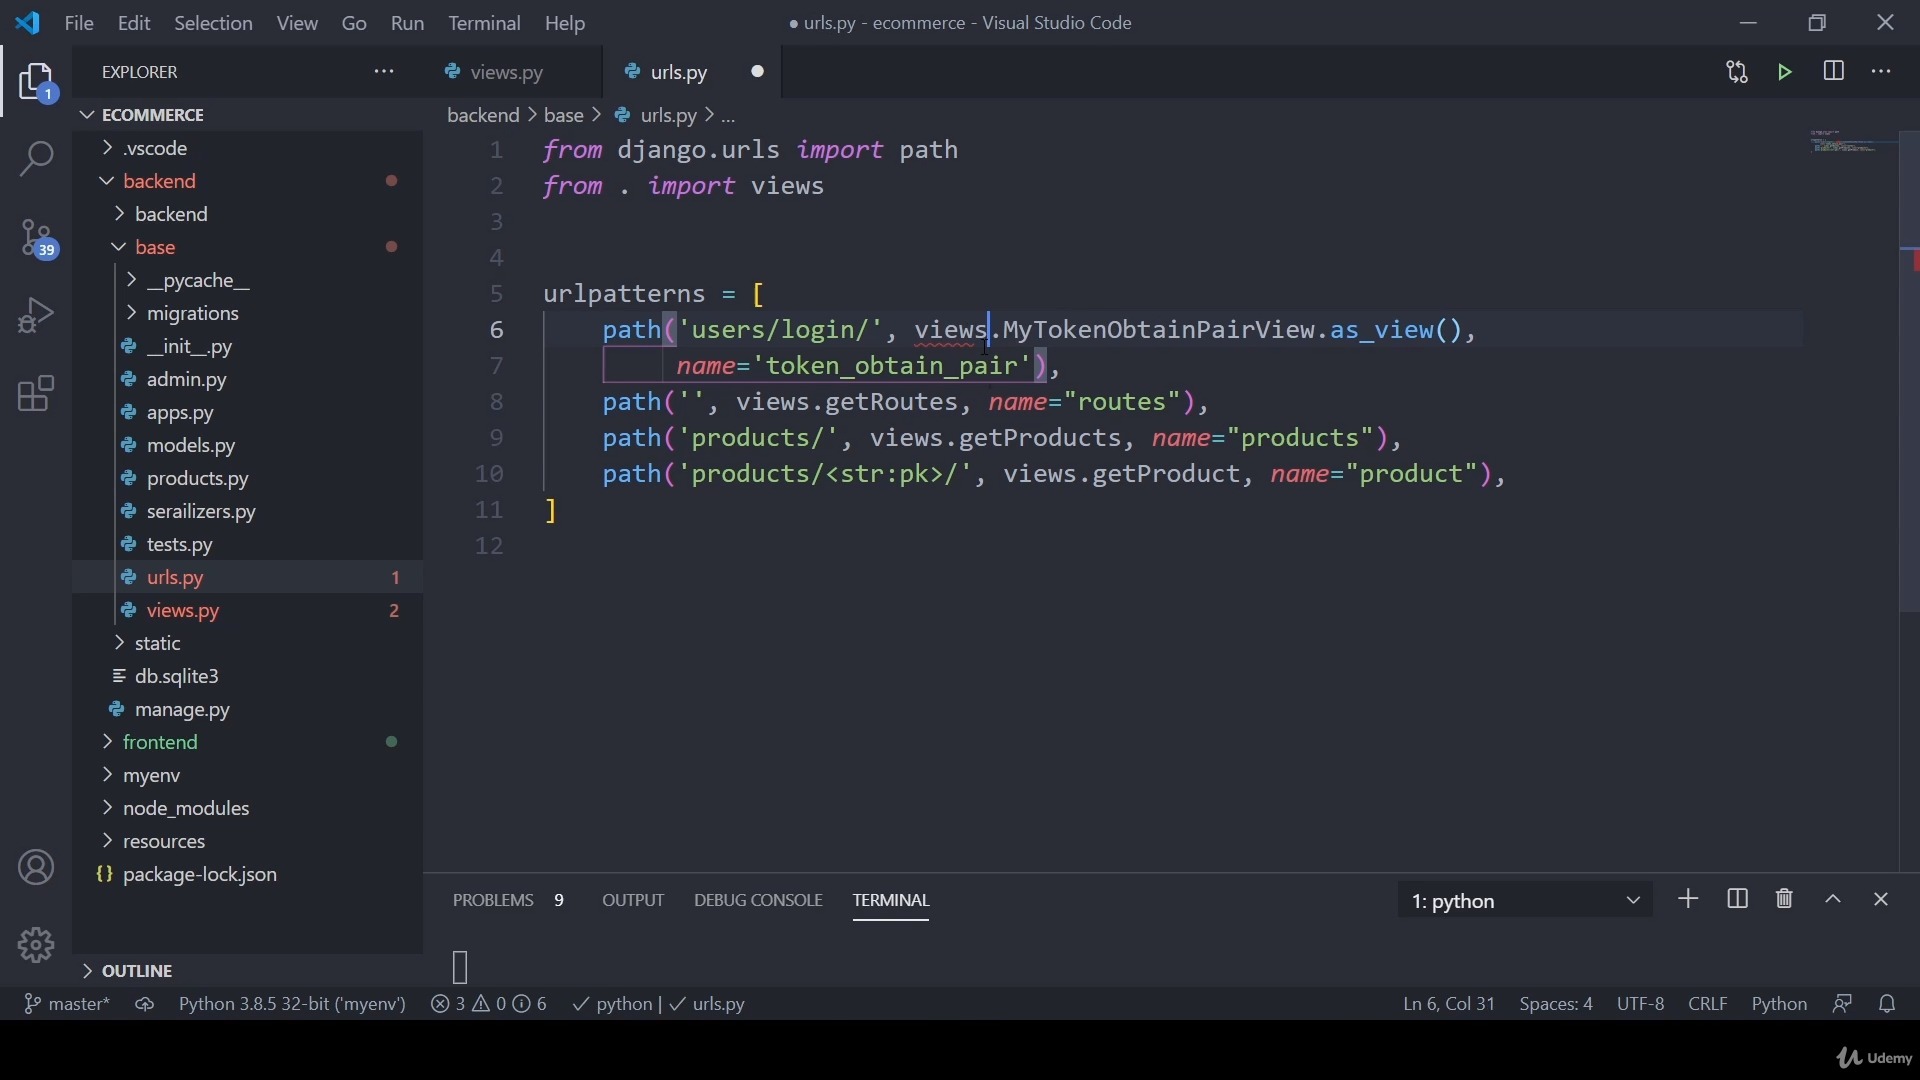 File Edit Selection View Go Run Terminal Help
● urls.py - ecommerce - Visual Studio Code
EXPLORER
views.py
urls.py
1
39
ECOMMERCE
.vscode
backend
backend
base
__pycache__
migrations
__init__.py
admin.py
apps.py
models.py
products.py
serailizers.py
tests.py
urls.py 1
views.py 2
static
db.sqlite3
manage.py
frontend
myenv
node_modules
resources
{} package-lock.json
OUTLINE
backend > base > urls.py > ...
1 from django.urls import path
2 from . import views
3
4
5 urlpatterns = [
6 path('users/login/', views.MyTokenObtainPairView.as_view(),
7 name='token_obtain_pair'),
8 path('', views.getRoutes, name="routes"),
9 path('products/', views.getProducts, name="products"),
10 path('products/<str:pk>/', views.getProduct, name="product"),
11 ]
12
PROBLEMS 9 OUTPUT DEBUG CONSOLE TERMINAL
1: python
master* Python 3.8.5 32-bit ('myenv') 3 0 6 ✓ python | ✓ urls.py
Ln 6, Col 31 Spaces: 4 UTF-8 CRLF Python
Udemy